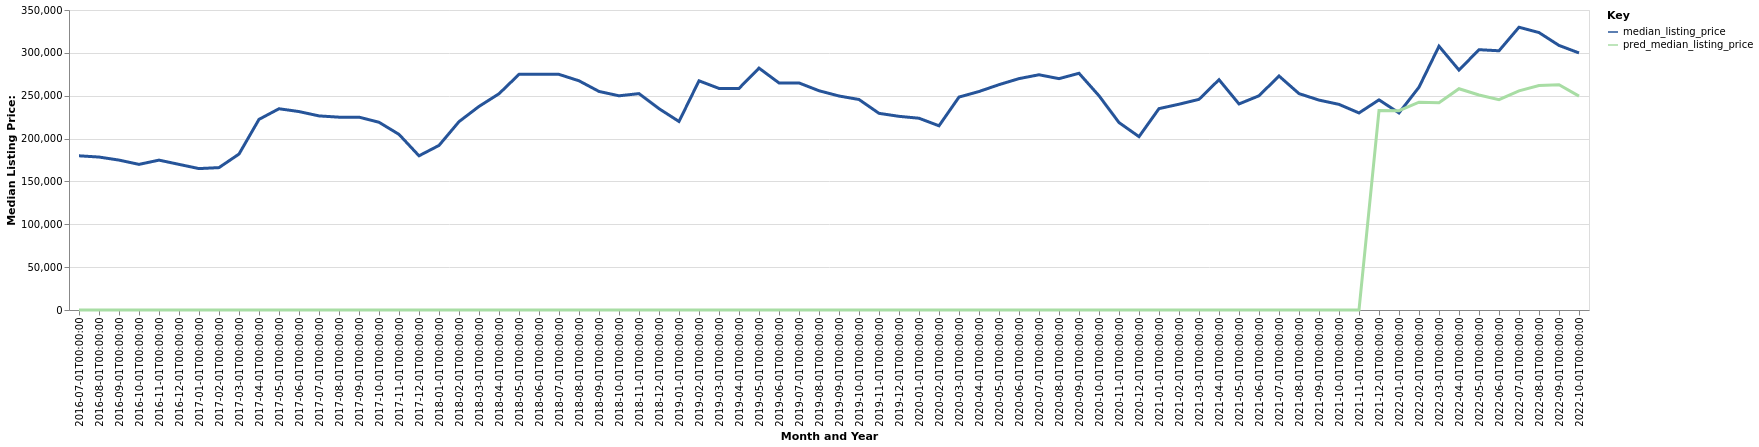 350,000
300,000
250,000
200,000
150,000
100,000
50,000
0
Median Listing Price:
2016-07-01T00:00:00
2016-08-01T00:00:00
2016-09-01T00:00:00
2016-10-01T00:00:00
2016-11-01T00:00:00
2016-12-01T00:00:00
2017-01-01T00:00:00
2017-02-01T00:00:00
2017-03-01T00:00:00
2017-04-01T00:00:00
2017-05-01T00:00:00
2017-06-01T00:00:00
2017-07-01T00:00:00
2017-08-01T00:00:00
2017-09-01T00:00:00
2017-10-01T00:00:00
2017-11-01T00:00:00
2017-12-01T00:00:00
2018-01-01T00:00:00
2018-02-01T00:00:00
2018-03-01T00:00:00
2018-04-01T00:00:00
2018-05-01T00:00:00
2018-06-01T00:00:00
2018-07-01T00:00:00
2018-08-01T00:00:00
2018-09-01T00:00:00
2018-10-01T00:00:00
2018-11-01T00:00:00
2018-12-01T00:00:00
2019-01-01T00:00:00
2019-02-01T00:00:00
2019-03-01T00:00:00
2019-04-01T00:00:00
2019-05-01T00:00:00
2019-06-01T00:00:00
2019-07-01T00:00:00
2019-08-01T00:00:00
2019-09-01T00:00:00
2019-10-01T00:00:00
2019-11-01T00:00:00
2019-12-01T00:00:00
2020-01-01T00:00:00
2020-02-01T00:00:00
2020-03-01T00:00:00
2020-04-01T00:00:00
2020-05-01T00:00:00
2020-06-01T00:00:00
2020-07-01T00:00:00
2020-08-01T00:00:00
2020-09-01T00:00:00
2020-10-01T00:00:00
2020-11-01T00:00:00
2020-12-01T00:00:00
2021-01-01T00:00:00
2021-02-01T00:00:00
2021-03-01T00:00:00
2021-04-01T00:00:00
2021-05-01T00:00:00
2021-06-01T00:00:00
2021-07-01T00:00:00
2021-08-01T00:00:00
2021-09-01T00:00:00
2021-10-01T00:00:00
2021-11-01T00:00:00
2021-12-01T00:00:00
2022-01-01T00:00:00
2022-02-01T00:00:00
2022-03-01T00:00:00
2022-04-01T00:00:00
2022-05-01T00:00:00
2022-06-01T00:00:00
2022-07-01T00:00:00
2022-08-01T00:00:00
2022-09-01T00:00:00
2022-10-01T00:00:00
Month and Year
Key
median_listing_price
pred_median_listing_price